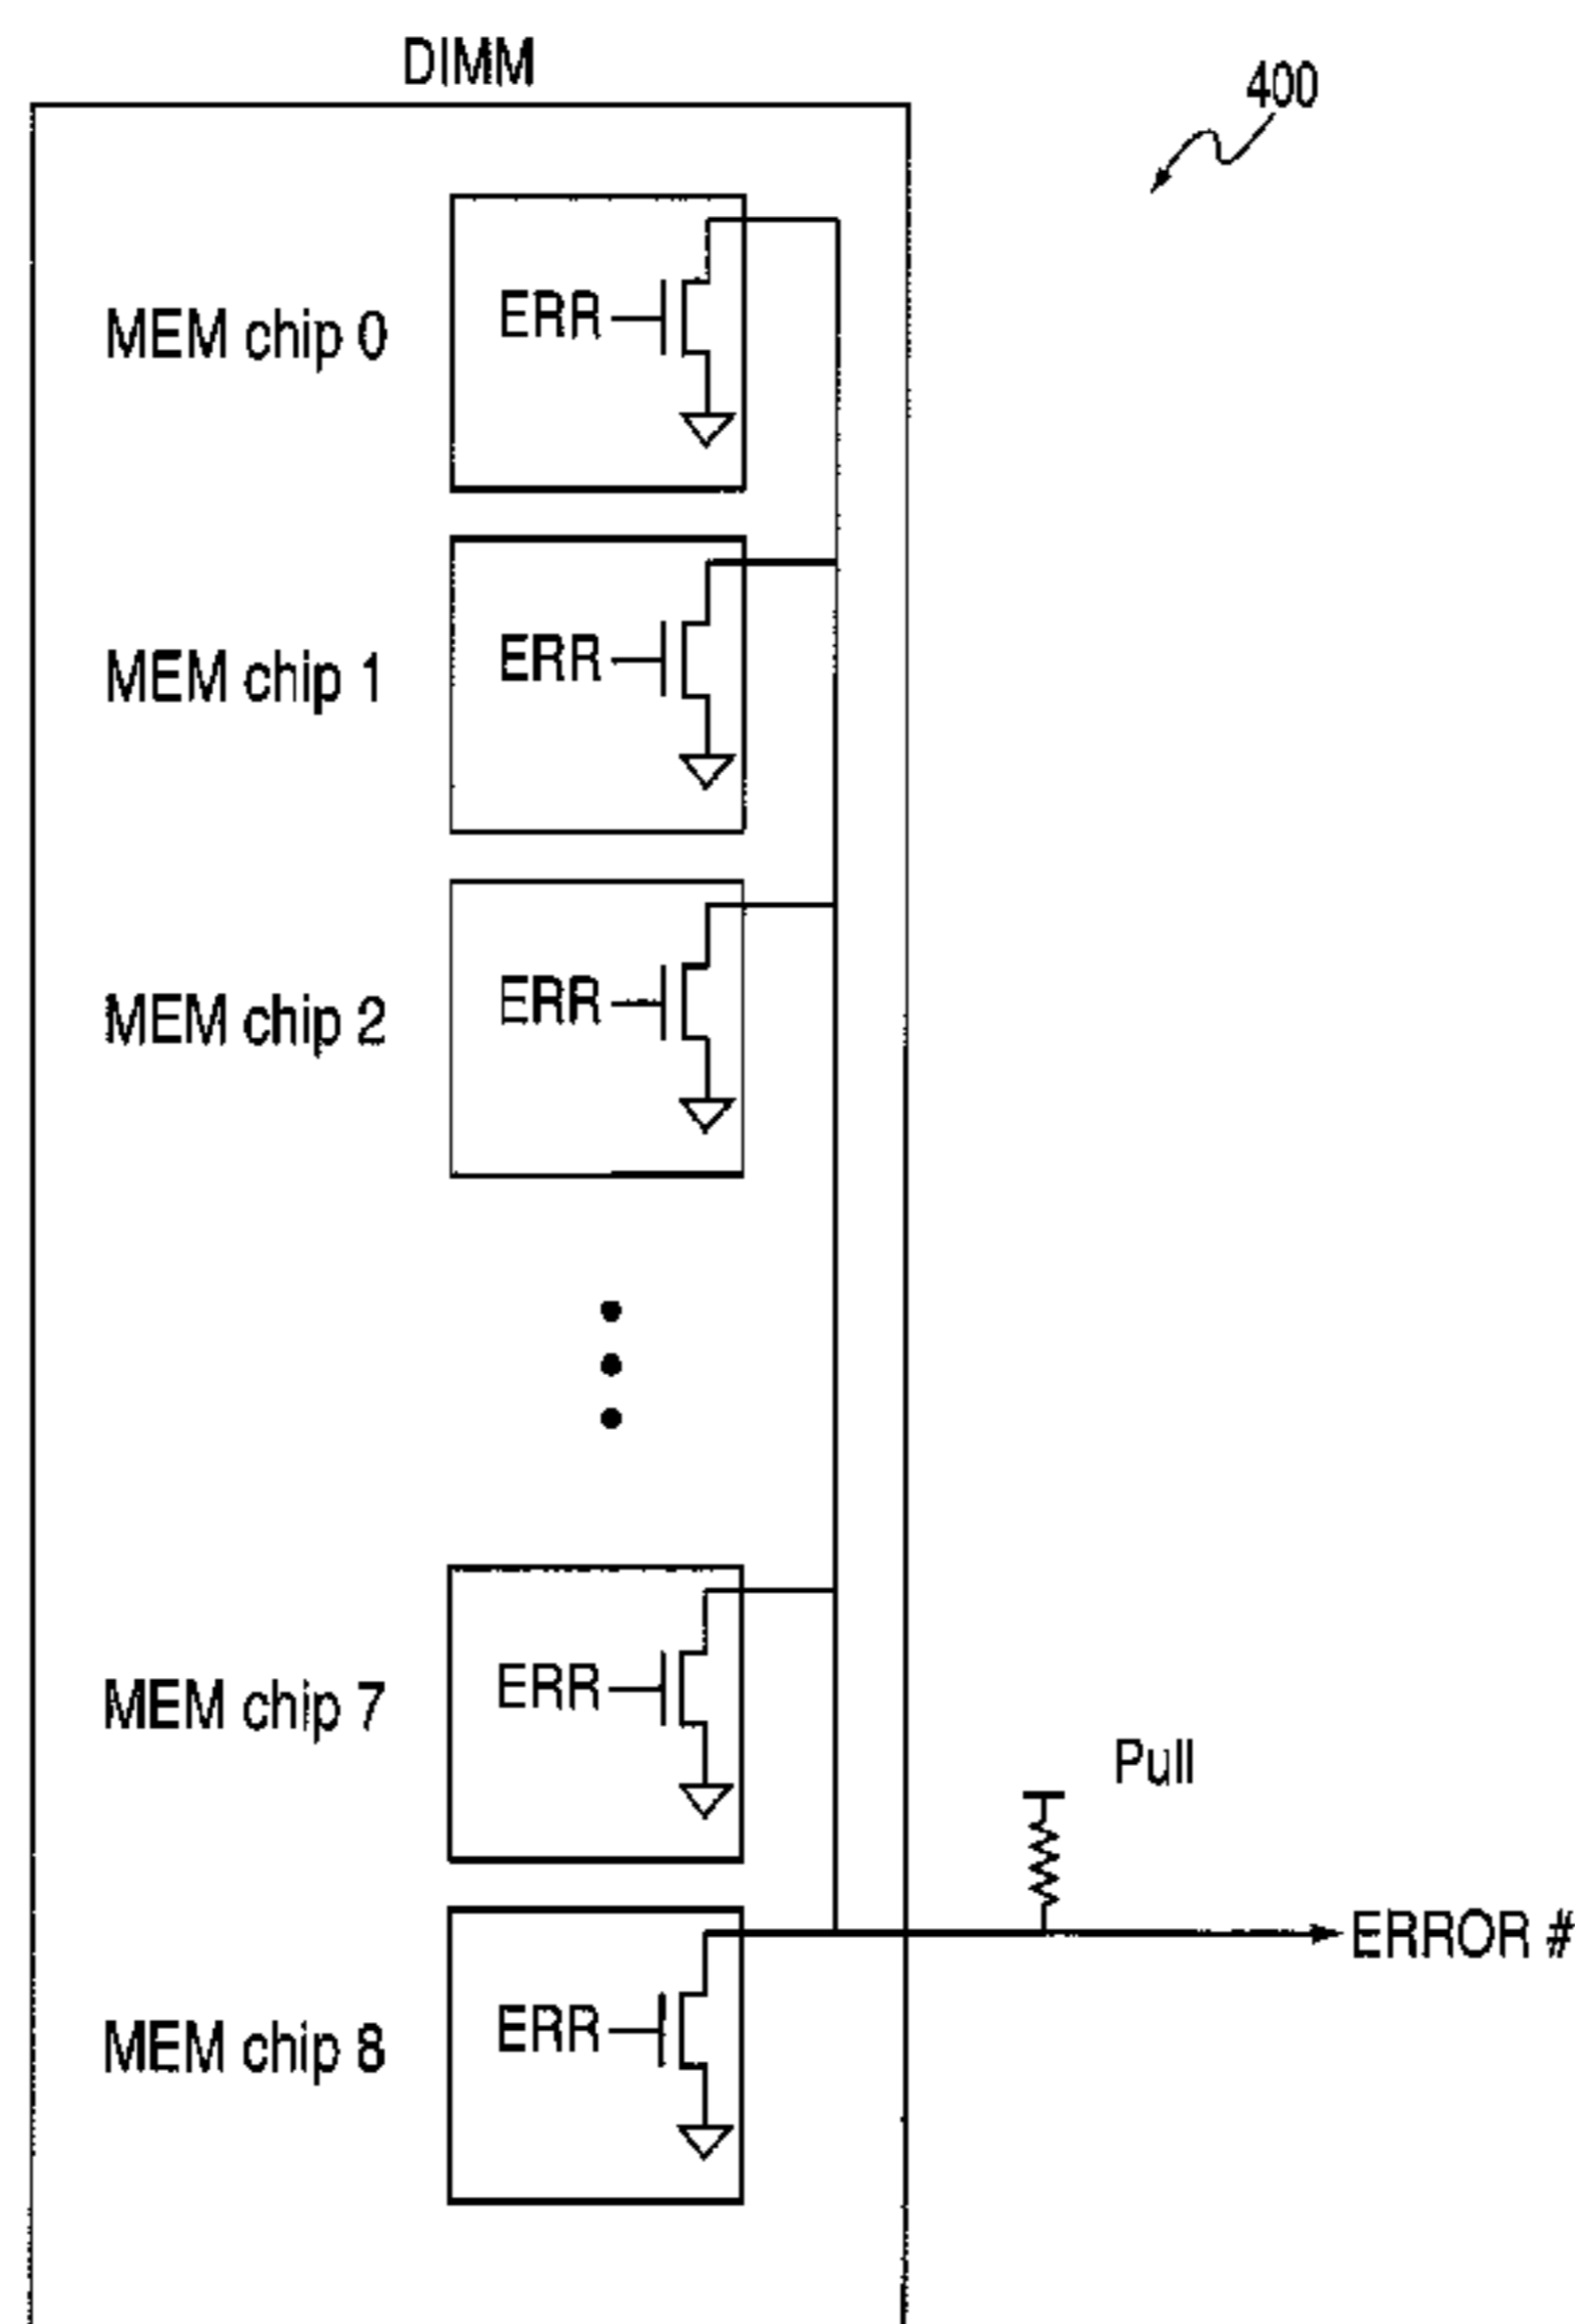 DIMM
400
MEM chip 0
ERR
MEM chip 1
ERR
MEM chip 2
ERR
MEM chip 7
ERR
Pull
ERROR #
MEM chip 8
ERR